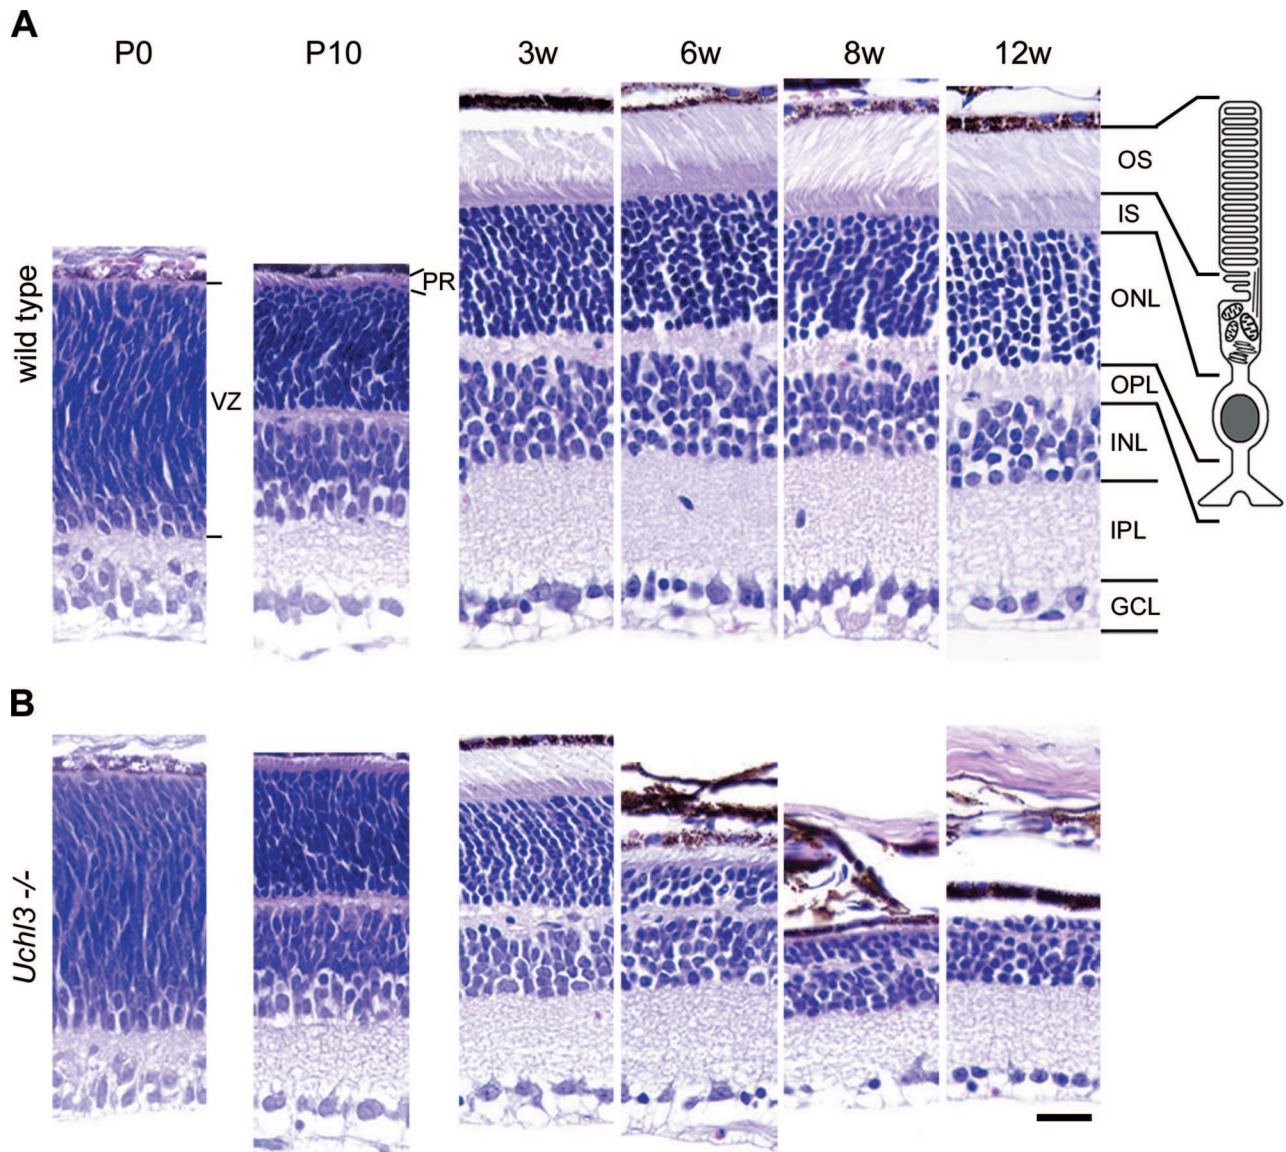 A
P0 P10 3w 6w 8w 12w
wild type
VZ
PR
OS
IS
ONL
OPL
INL
IPL
GCL
B
Uchl3 -/-